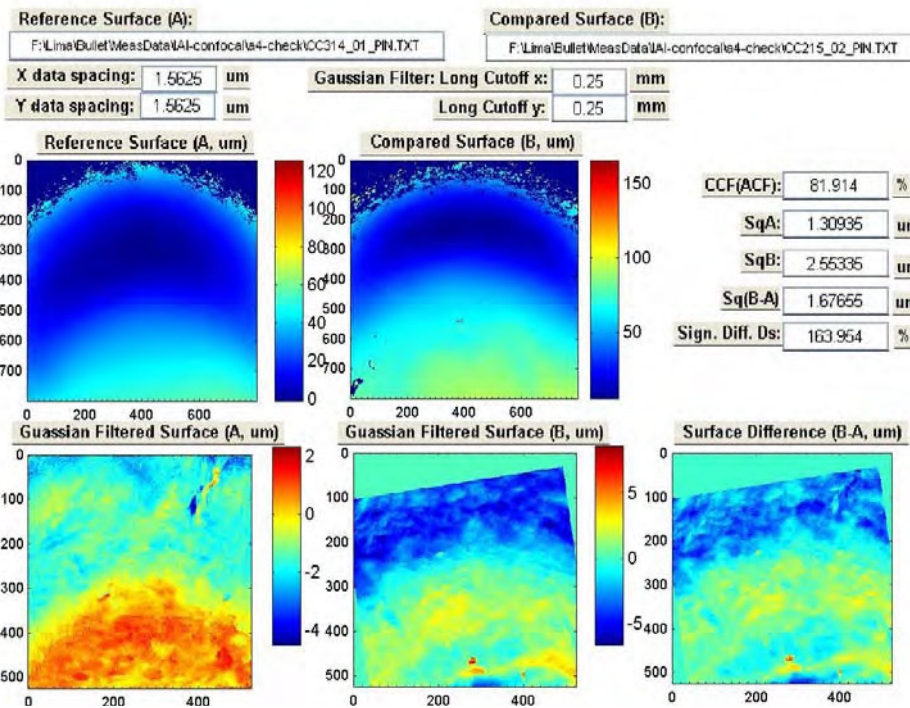 Reference Surface (A):
Compared Surface (B):
F:\Lima\Bullet\MeasData\IAI-confocal\a4-check\CC314_01_PIN.TXT
F:\Lima\Bullet\MeasData\IAI-confocal\a4-check\CC215_02_PIN.TXT
X data spacing: 1.5625 um
Gaussian Filter: Long Cutoff x: 0.25 mm
Y data spacing: 1.5625 um
Long Cutoff y: 0.25 mm
Reference Surface (A, um)
Compared Surface (B, um)
0
100
200
300
400
500
600
700
0 200 400 600
120
100
80
60
40
20
0
0
100
200
300
400
500
600
700
0 200 400 600
150
100
50
CCF(ACF): 81.914 %
SqA: 1.30935
SqB: 2.55335
Sq(B-A) 1.67655
Sign. Diff. Ds: 163.954 %
Guassian Filtered Surface (A, um)
Guassian Filtered Surface (B, um)
Surface Difference (B-A, um)
0
100
200
300
400
500
0 200 400
2
0
-2
-4
0
100
200
300
400
500
0 200 400
5
0
-5
0
100
200
300
400
500
0 200 400